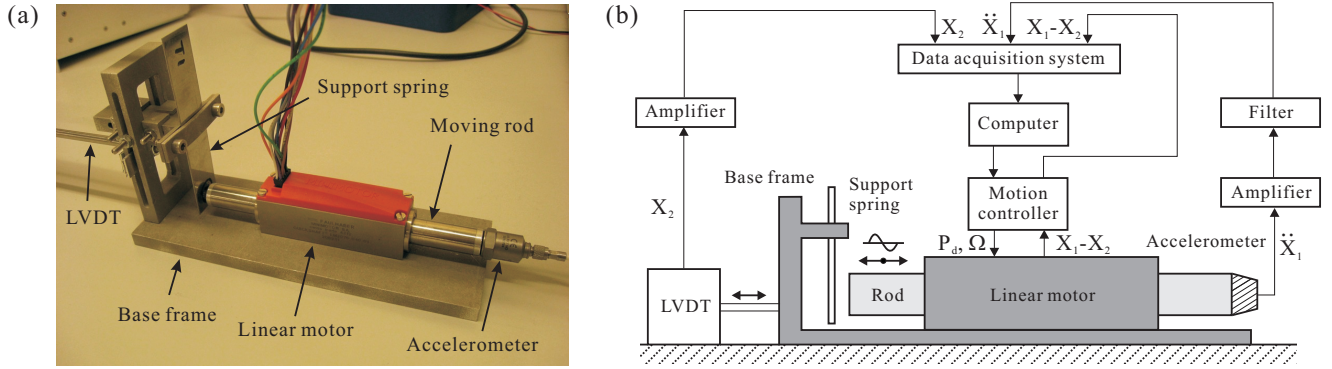 (a)
Support spring
Moving rod
LVDT
Base frame
Linear motor
Accelerometer
(b)
X₂ Ẍ₁ X₁-X₂
Data acquisition system
Amplifier
Computer
Filter
Base frame
Support
spring
Motion
controller
Amplifier
X₂
P_d, Ω
X₁-X₂
Accelerometer
Ẍ₁
LVDT
Rod
Linear motor